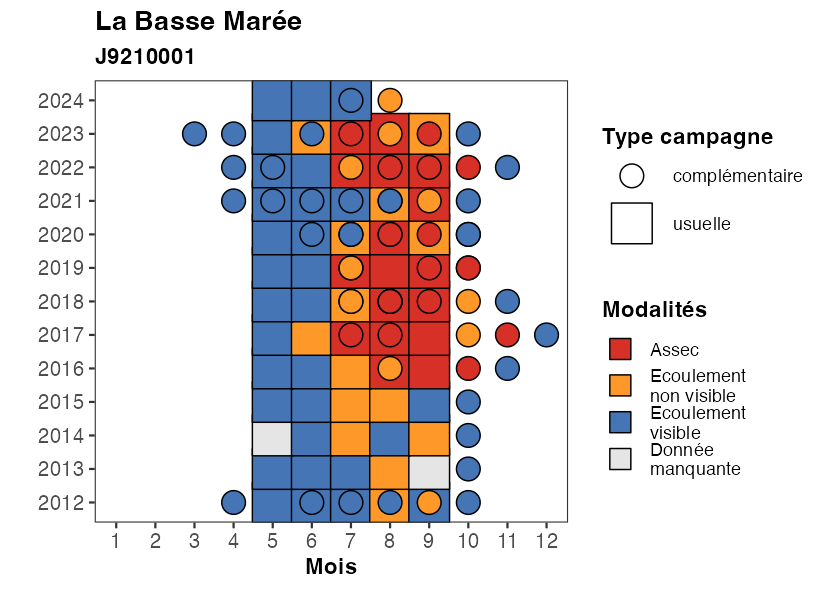 La Basse Marée
J9210001
2024
2023
2022
2021
2020
2019
2018
2017
2016
2015
2014
2013
2012
1 2 3 4 5 6 7 8 9 10 11 12
Mois
Type campagne
complémentaire
usuelle
Modalités
Assec
Ecoulement
non visible
Ecoulement
visible
Donnée
manquante